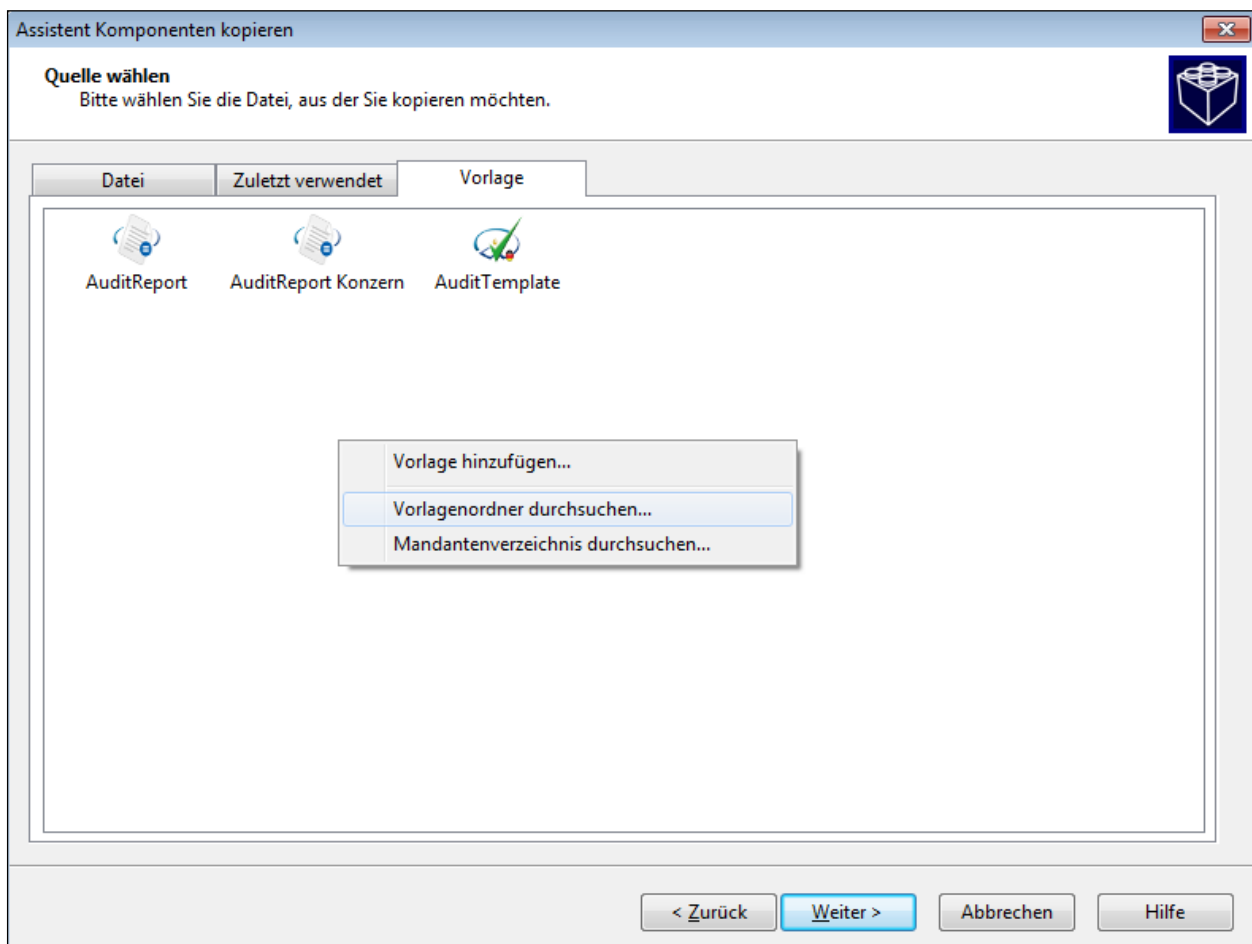 Assistent Komponenten kopieren
Quelle wählen
Bitte wählen Sie die Datei, aus der Sie kopieren möchten.
Datei
Zuletzt verwendet
Vorlage
AuditReport
AuditReport Konzern
AuditTemplate
Vorlage hinzufügen...
Vorlagenordner durchsuchen...
Mandantenverzeichnis durchsuchen...
< Zurück
Weiter >
Abbrechen
Hilfe